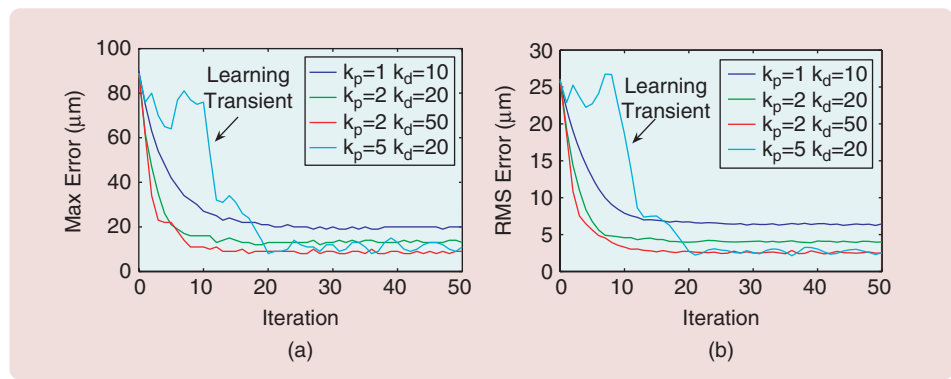 100
80
60
40
20
0
Max Error (μm)
0 10 20 30 40 50
Iteration
(a)
Learning
Transient
kp=1 kd=10
kp=2 kd=20
kp=2 kd=50
kp=5 kd=20
30
25
20
15
10
5
0
RMS Error (μm)
0 10 20 30 40 50
Iteration
(b)
Learning
Transient
kp=1 kd=10
kp=2 kd=20
kp=2 kd=50
kp=5 kd=20